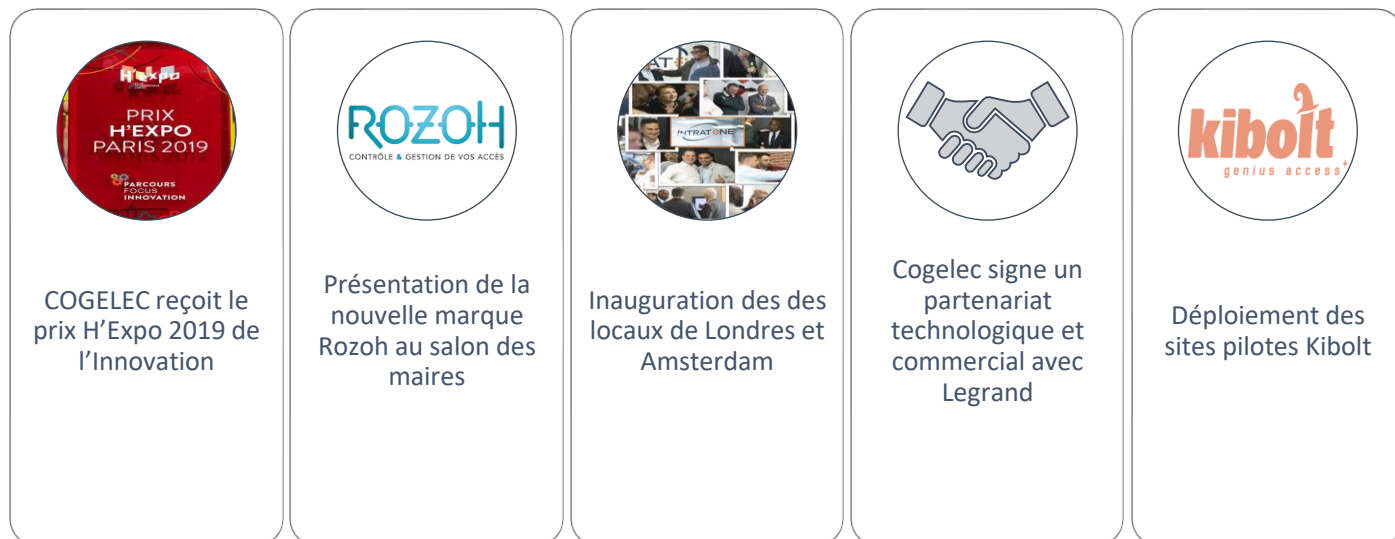 H'Expo
PRIX
H'EXPO
PARIS 2019
PARCOURS
FOCUS
INNOVATION
COGELEC reçoit le
prix H'Expo 2019 de
l'Innovation
ROZOH
CONTRÔLE & GESTION DE VOS ACCÈS
Présentation de la
nouvelle marque
Rozoh au salon des
maires
INTRATONE
Inauguration des des
locaux de Londres et
Amsterdam
Cogelec signe un
partenariat
technologique et
commercial avec
Legrand
kibolt
genius access
Déploiement des
sites pilotes Kibolt